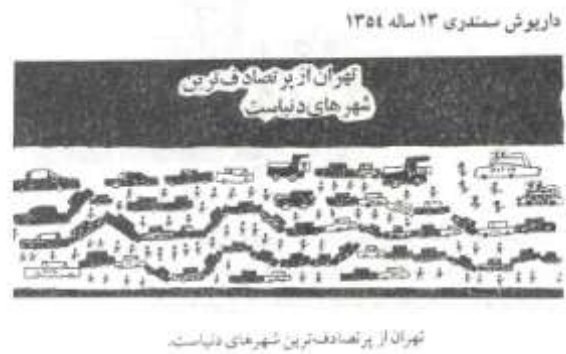 داریوش سمندری ۱۳ ساله ۱۳۵۴
تهران از پر تصادف‌ترین
شهرهای دنیاست
تهران از پر تصادف‌ترین شهرهای دنیاست.